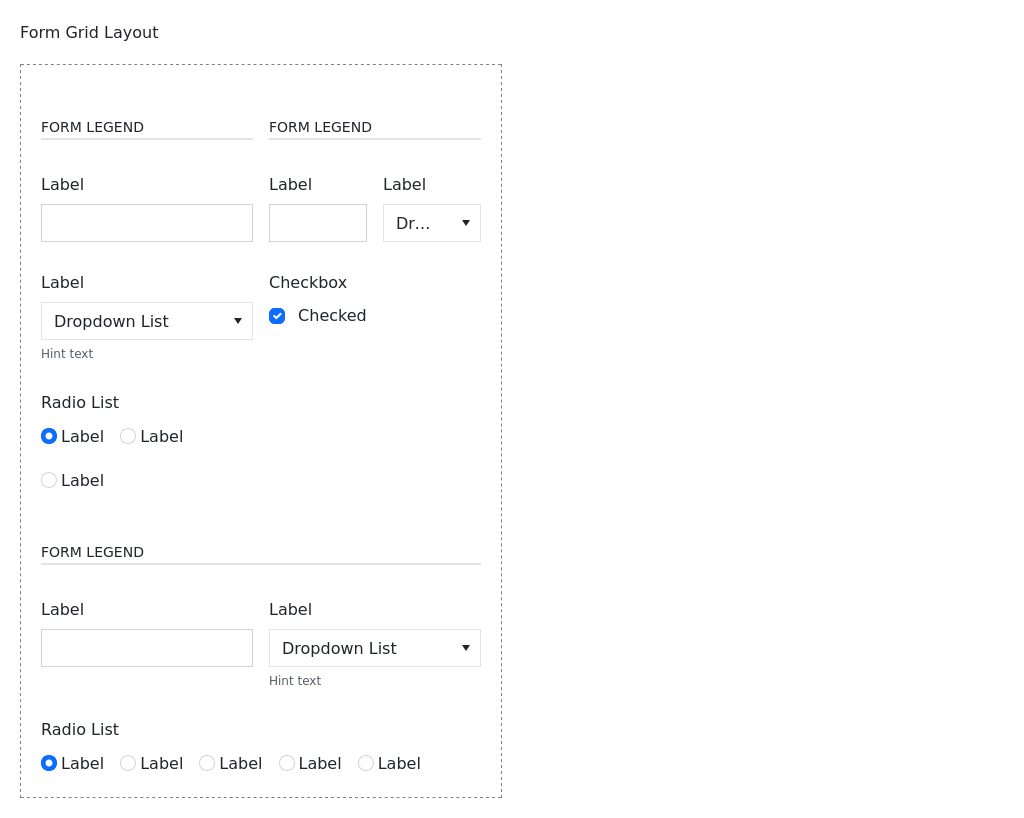 Form Grid Layout
FORM LEGEND FORM LEGEND
Label Label Label
Dr...
Label Checkbox
Dropdown List Checked
Hint text
Radio List
Label Label
Label
FORM LEGEND
Label Label
Dropdown List
Hint text
Radio List
Label Label Label Label Label